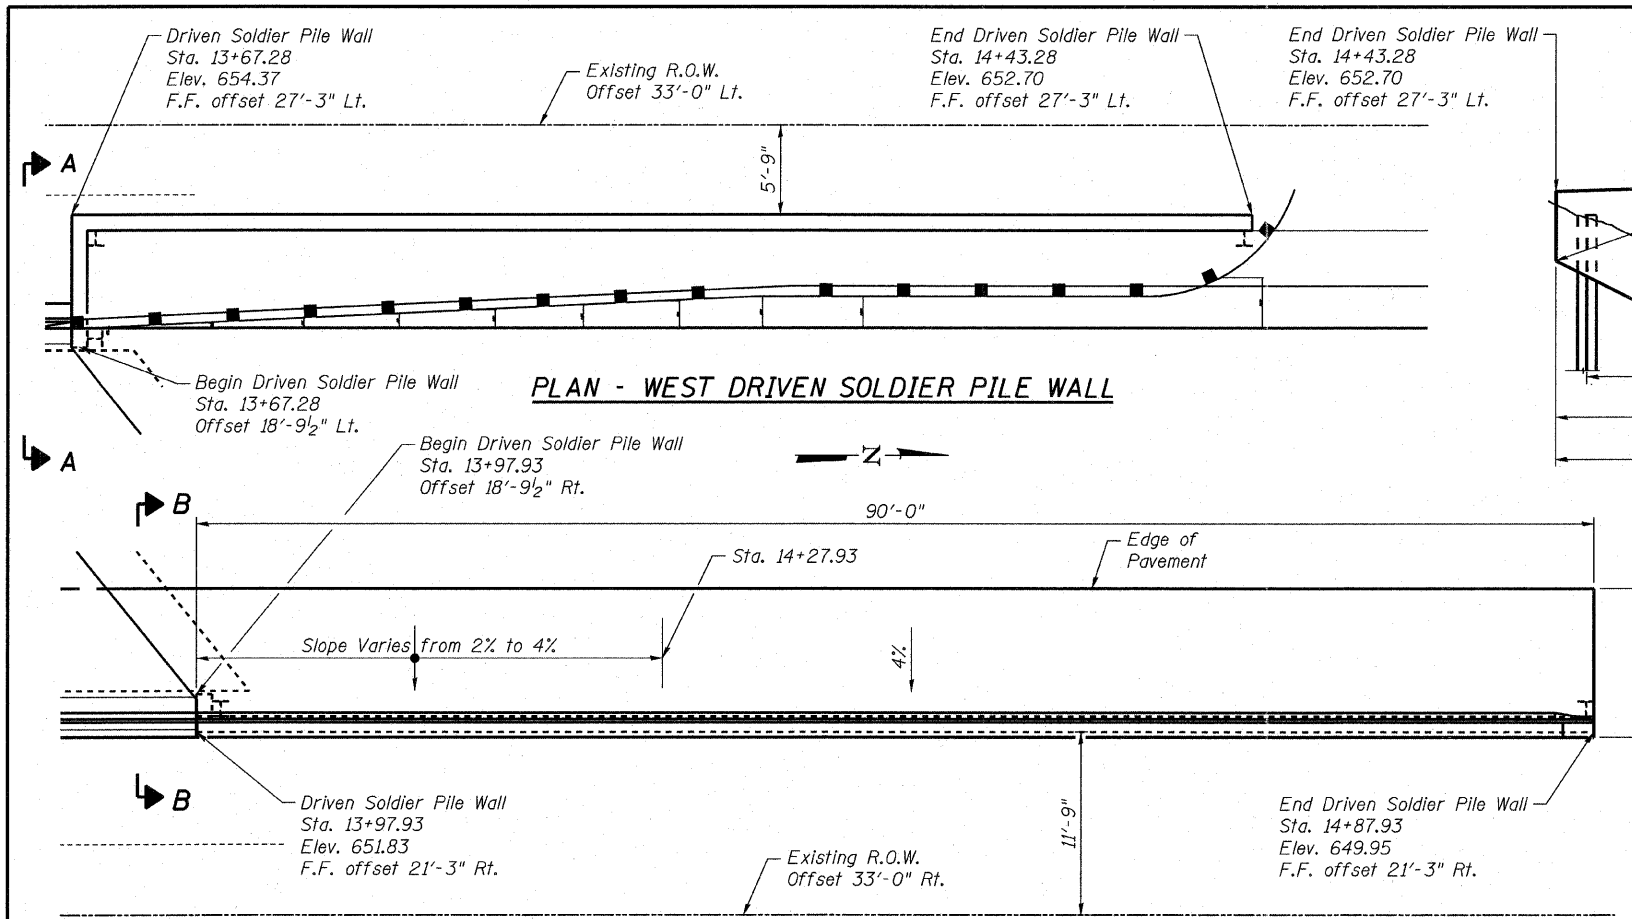 Driven Soldier Pile Wall
Sta. 13+67.28
Elev. 654.37
F.F. offset 27'-3" Lt.
Existing R.O.W.
Offset 33'-0" Lt.
End Driven Soldier Pile Wall
Sta. 14+43.28
Elev. 652.70
F.F. offset 27'-3" Lt.
End Driven Soldier Pile Wall
Sta. 14+43.28
Elev. 652.70
F.F. offset 27'-3" Lt.
A
5'-9"
Begin Driven Soldier Pile Wall
Sta. 13+67.28
Offset 18'-9½" Lt.
PLAN - WEST DRIVEN SOLDIER PILE WALL
A
Begin Driven Soldier Pile Wall
Sta. 13+97.93
Offset 18'-9½" Rt.
N
B
90'-0"
Sta. 14+27.93
Edge of
Pavement
Slope Varies from 2% to 4%
4%
B
Driven Soldier Pile Wall
Sta. 13+97.93
Elev. 651.83
F.F. offset 21'-3" Rt.
11'-9"
Existing R.O.W.
Offset 33'-0" Rt.
End Driven Soldier Pile Wall
Sta. 14+87.93
Elev. 649.95
F.F. offset 21'-3" Rt.